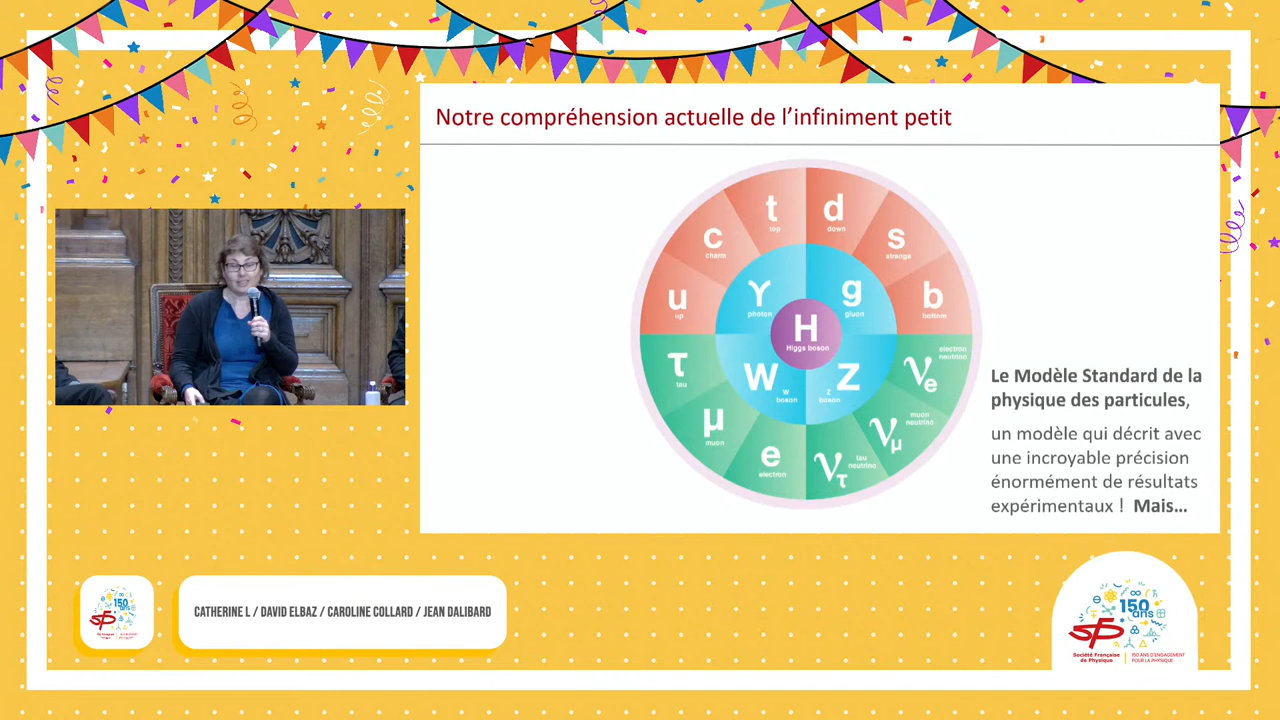 Notre compréhension actuelle de l'infiniment petit
t
top
d
down
c
charm
s
strange
u
up
γ
photon
g
gluon
b
bottom
H
Higgs boson
τ
tau
W
W
boson
Z
Z
boson
νe
electron
neutrino
μ
muon
νμ
muon
neutrino
e
electron
ντ
tau
neutrino
Le Modèle Standard de la
physique des particules,
un modèle qui décrit avec
une incroyable précision
énormément de résultats
expérimentaux ! Mais...
150
ans
sfp
CATHERINE L / DAVID ELBAZ / CAROLINE COLLARD / JEAN DALIBARD
150
ans
sfp
Société Française
de Physique
150 ANS D'ENGAGEMENT
POUR LA PHYSIQUE